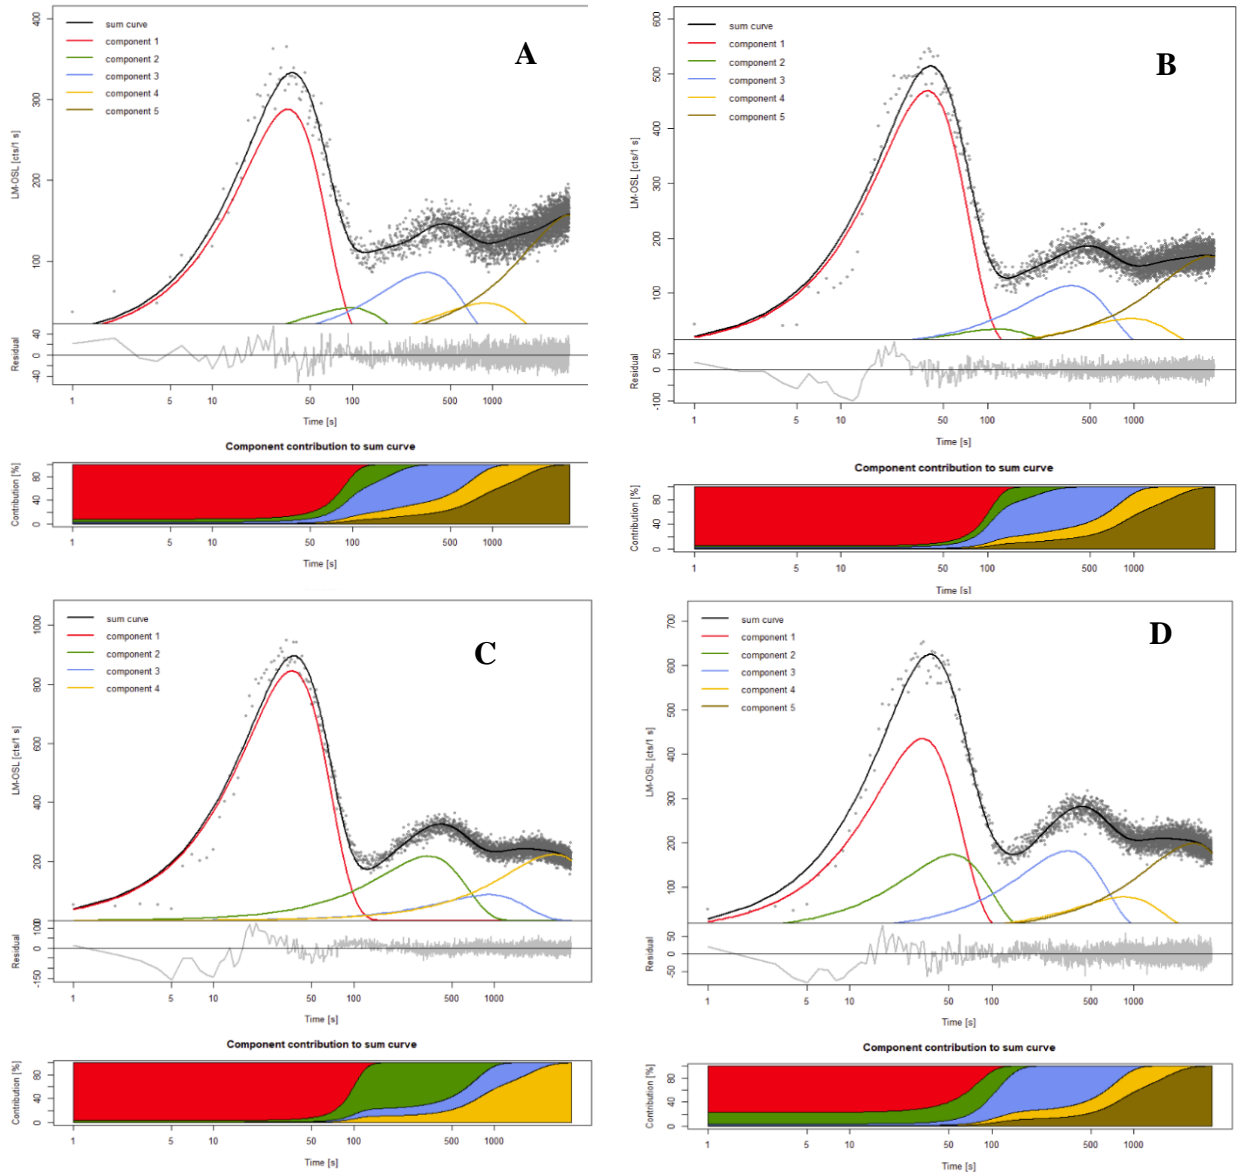 A
sum curve
component 1
component 2
component 3
component 4
component 5
LM-OSL [cts/1 s]
400
300
200
100
Residual
40
0
-40
1 5 10 50 100 500 1000
Time [s]
Component contribution to sum curve
Contribution [%]
80
40
0
1 5 10 50 100 500 1000
Time [s]
B
sum curve
component 1
component 2
component 3
component 4
component 5
LM-OSL [cts/1 s]
600
500
400
300
200
100
Residual
50
0
-100
1 5 10 50 100 500 1000
Time [s]
Component contribution to sum curve
Contribution [%]
80
40
0
1 5 10 50 100 500 1000
Time [s]
C
sum curve
component 1
component 2
component 3
component 4
LM-OSL [cts/1 s]
1000
800
600
400
200
0
Residual
100
0
-150
1 5 10 50 100 500 1000
Time [s]
Component contribution to sum curve
Contribution [%]
80
40
0
1 5 10 50 100 500 1000
Time [s]
D
sum curve
component 1
component 2
component 3
component 4
component 5
LM-OSL [cts/1 s]
700
600
500
400
300
200
100
Residual
50
0
-50
1 5 10 50 100 500 1000
Time [s]
Component contribution to sum curve
Contribution [%]
80
40
0
1 5 10 50 100 500 1000
Time [s]